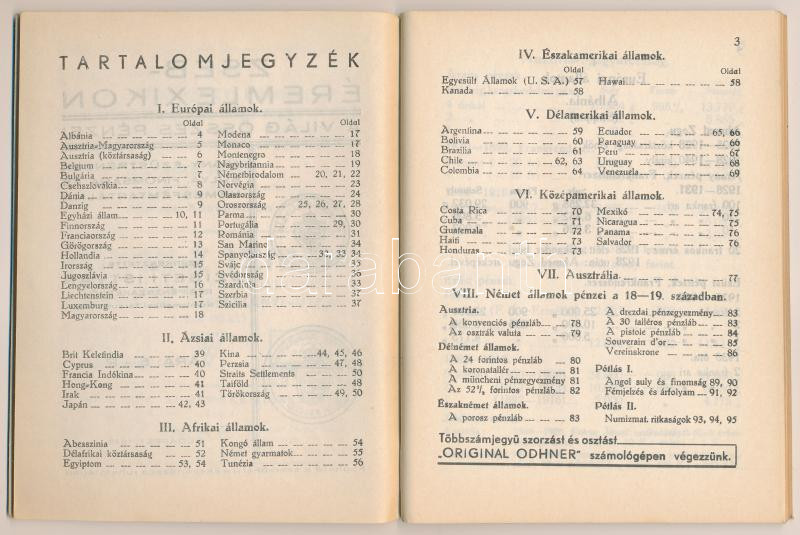 TARTALOMJEGYZÉK
I. Európai államok.
Oldal
Albánia 4
Ausztria-Magyarország 5
Ausztria (köztársaság) 6
Belgium 7
Bulgária 7
Csehszlovákia 8
Dánia 9
Danzig 9
Egyházi állam 10, 11
Finnország 11
Franciaország 12
Görögország 13
Hollandia 14
Irország 15
Jugoszlávia 15
Lengyelország 16
Liechtenstein 17
Luxemburg 17
Magyarország 18
Oldal
Modena 17
Monaco 17
Montenegro 18
Nagybritannia 19
Németbirodalom 20, 21, 22
Norvégia 23
Olaszország 24
Oroszország 25, 26, 27, 28
Parma 30
Portugália 29, 30
Románia 31
San Marino 34
Spanyolország 32, 33, 34
Svájc 35
Svédország 36
Szardinia 33
Szerbia 37
Szicilia 37
II. Ázsiai államok.
Brit Keletindia 39
Cyprus 40
Francia Indókina 40
Hong-Kong 41
Irak 41
Japán 42, 43
Kina 44, 45, 46
Perzsia 47, 48
Straits Settlements 50
Taiföld 48
Törökország 49, 50
III. Afrikai államok.
Abesszinia 51
Délafrikai köztársaság 52
Egyiptom 53, 54
Kongó állam 54
Német gyarmatok 55
Tunézia 56
3
IV. Északamerikai államok.
Oldal
Egyesült Államok (U. S. A.) 57
Kanada 58
Oldal
Hawai 58
V. Délamerikai államok.
Argentina 59
Bolivia 60
Brazilia 61
Chile 62, 63
Colombia 64
Ecuador 65, 66
Paraguay 66
Peru 67
Uruguay 68
Venezuela 69
VI. Középamerikai államok.
Costa Rica 70
Cuba 71
Guatemala 72
Haiti 73
Honduras 73
Mexikó 74, 75
Nicaragua 75
Panama 76
Salvador 76
VII. Ausztrália 77
VIII. Német államok pénzei a 18—19. században.
Ausztria.
A konvenciós pénzláb 78
Az osztrák valuta 79
Délnémet államok.
A 24 forintos pénzláb 80
A koronatallér 81
A müncheni pénzegyezmény 81
Az 52½ forintos pénzláb 82
Északnémet államok.
A porosz pénzláb 83
A drezdai pénzegyezmény 83
A 30 talléros pénzláb 83
A pistole pénzláb 84
Souverain d'or 85
Vereinskrone 86
Pótlás I.
Angol suly és finomság 89, 90
Fémjelzés és árfolyam 91, 92
Pótlás II.
Numizmat. ritkaságok 93, 94, 95
Többszámjegyü szorzást és osztást
„ORIGINAL ODHNER" számológépen végezzünk.
darabanth